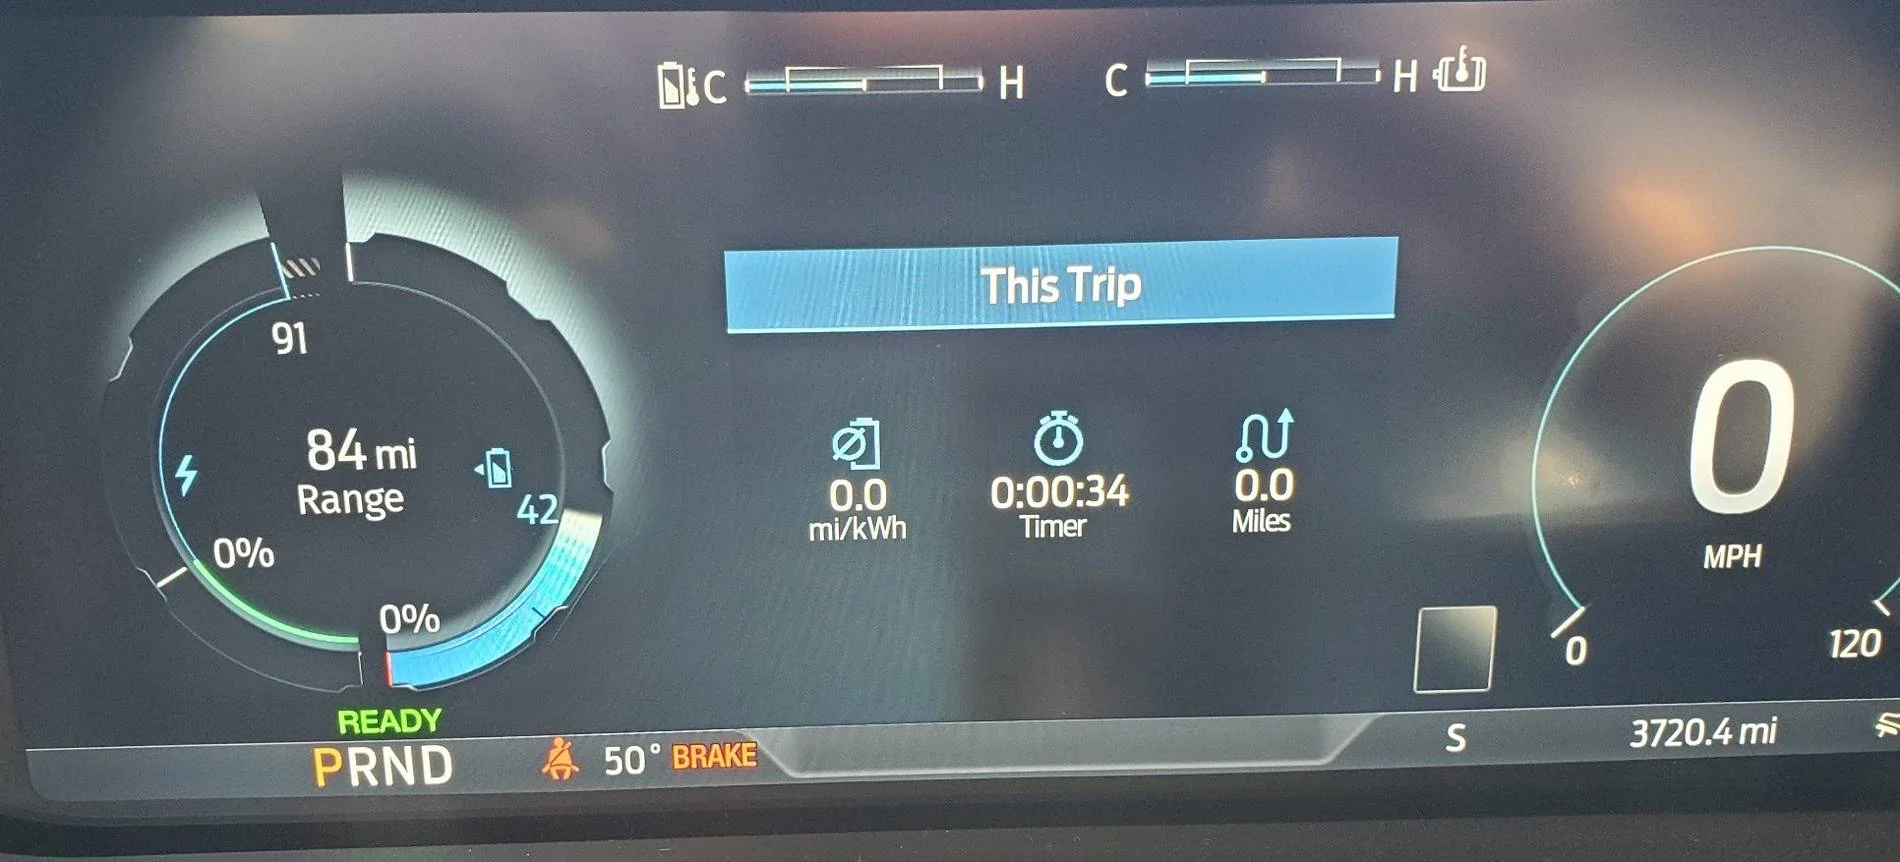 C H C H
This Trip
91
84 mi
Range
42
0%
0%
0.0
mi/kWh
0:00:34
Timer
0.0
Miles
0
MPH
0
120
READY
PRND
50° BRAKE
S
3720.4 mi